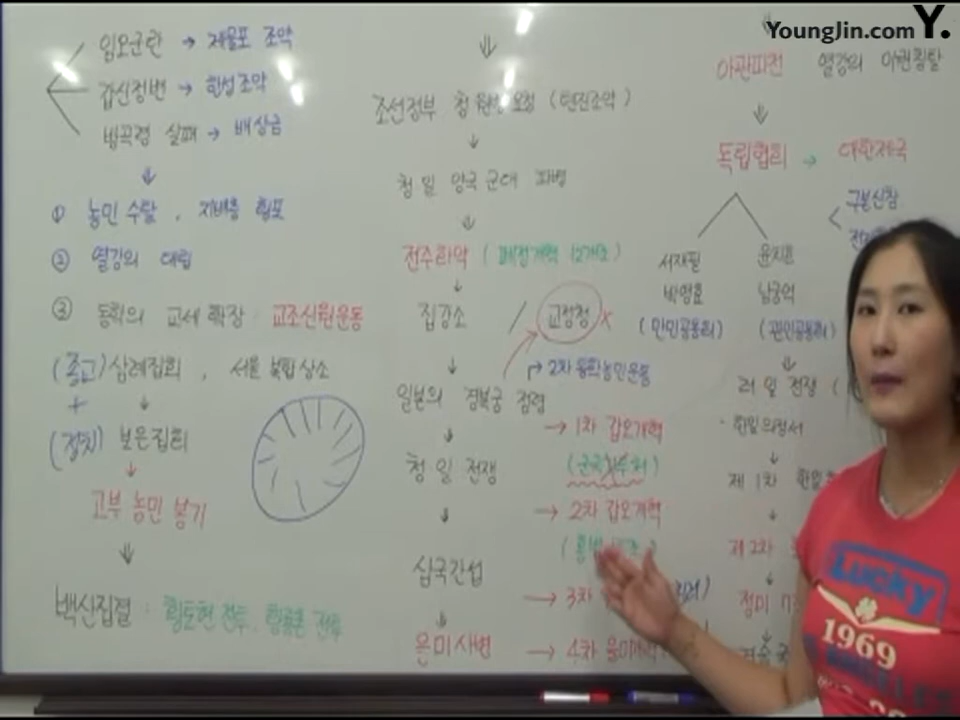 YoungJin.com Y.
임오군란 → 제물포 조약
갑신정변 → 한성조약
방곡령 실패 → 배상금
① 농민 수탈, 지배층 횡포
② 열강의 대립
③ 동학의 교세 확장 교조신원운동
(종교) 삼례집회, 서울 복합상소
+
(정치) 보은집회
고부 농민 봉기
백산집결 : 황토현 전투, 황룡촌 전투
조선정부 청 원병 요청 (톈진조약)
청 일 양국 군대 파병
전주화약 (폐정개혁 12개조)
집강소 / 교정청 X
→ 2차 동학농민운동
일본의 경복궁 점령
→ 1차 갑오개혁
청 일 전쟁
→ 2차 갑오개혁
십국간섭
→ 3차
을미사변
→ 4차
아관파천 열강의 이권침탈
독립협회 → 대한제국
구본신참
서재필 윤치호
박영효 남궁억
(만민공동회) (관민공동회)
러 일 전쟁 (
· 한일의정서
제 1차 한일
제 2차
정미
LUCKY
1969